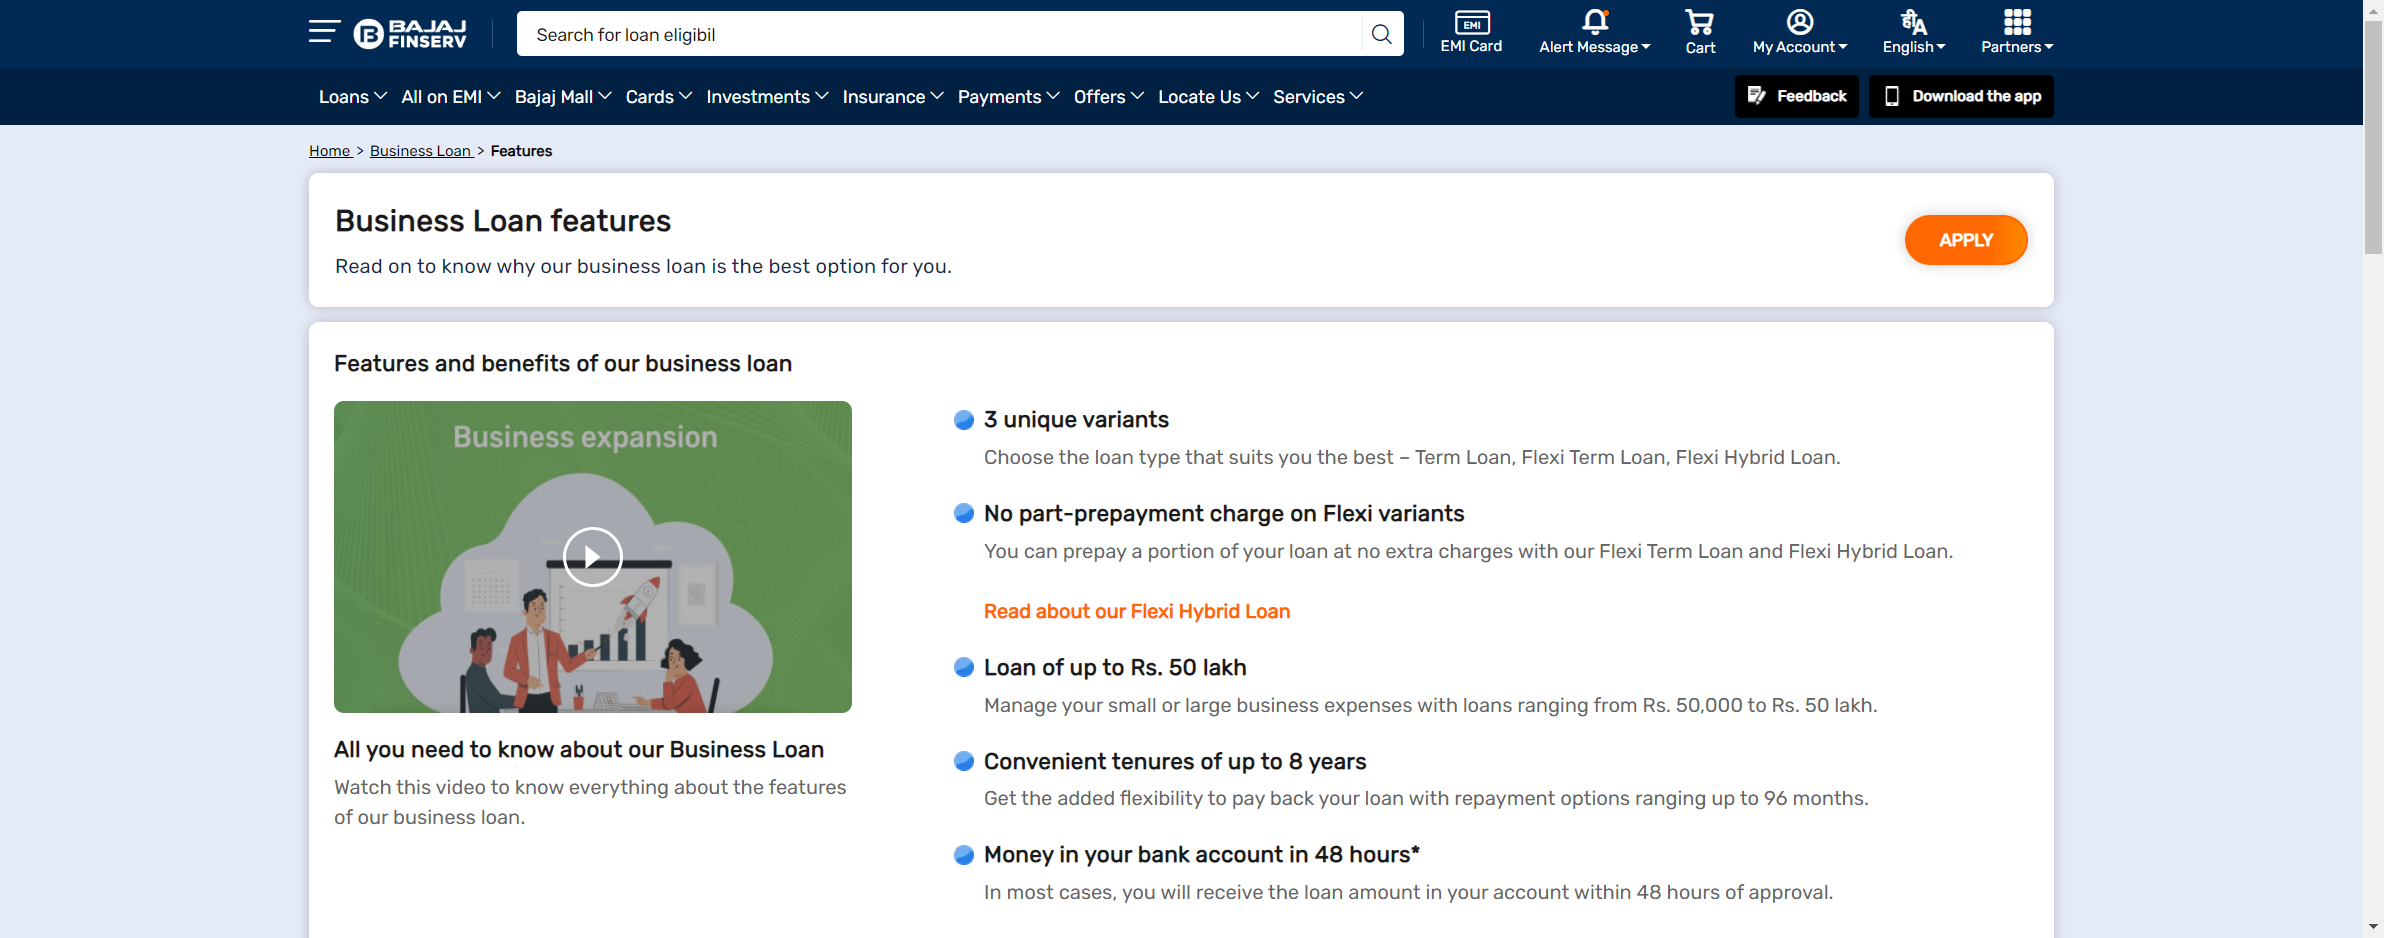 BAJAJ
FINSERV
Search for loan eligibil
EMI
EMI Card
Alert Message
Cart
My Account
हीA
English
Partners
Loans All on EMI Bajaj Mall Cards Investments Insurance Payments Offers Locate Us Services
Feedback
Download the app
Home > Business Loan > Features
Business Loan features
Read on to know why our business loan is the best option for you.
APPLY
Features and benefits of our business loan
Business expansion
All you need to know about our Business Loan
Watch this video to know everything about the features
of our business loan.
3 unique variants
Choose the loan type that suits you the best – Term Loan, Flexi Term Loan, Flexi Hybrid Loan.
No part-prepayment charge on Flexi variants
You can prepay a portion of your loan at no extra charges with our Flexi Term Loan and Flexi Hybrid Loan.
Read about our Flexi Hybrid Loan
Loan of up to Rs. 50 lakh
Manage your small or large business expenses with loans ranging from Rs. 50,000 to Rs. 50 lakh.
Convenient tenures of up to 8 years
Get the added flexibility to pay back your loan with repayment options ranging up to 96 months.
Money in your bank account in 48 hours*
In most cases, you will receive the loan amount in your account within 48 hours of approval.